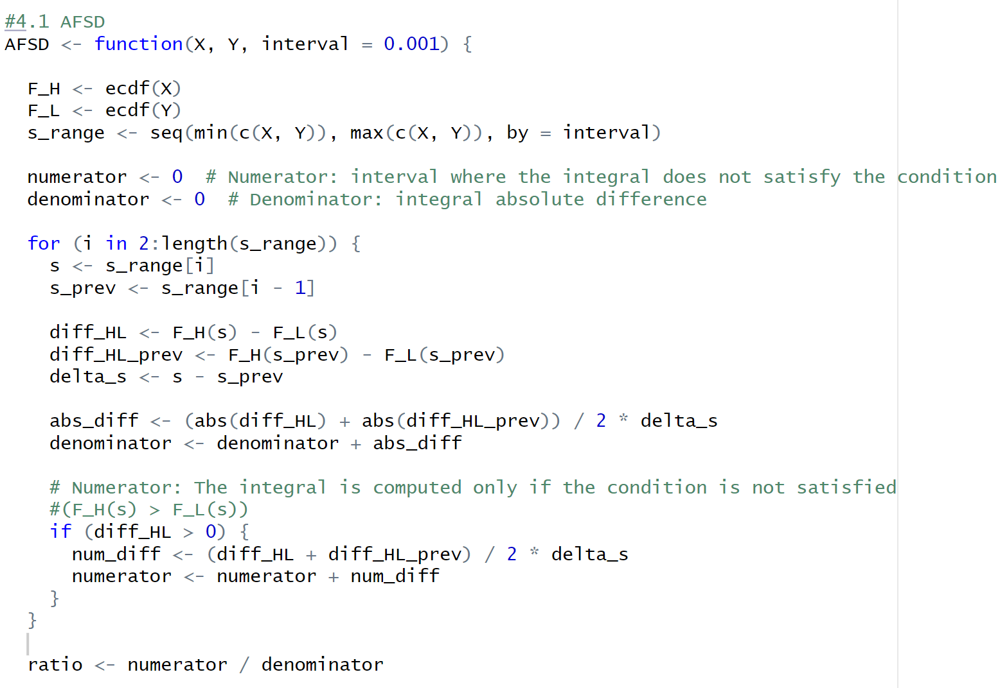 #4.1 AFSD
AFSD <- function(X, Y, interval = 0.001) {
F_H <- ecdf(X)
F_L <- ecdf(Y)
s_range <- seq(min(c(X, Y)), max(c(X, Y)), by = interval)
numerator <- 0  # Numerator: interval where the integral does not satisfy the condition
denominator <- 0  # Denominator: integral absolute difference
for (i in 2:length(s_range)) {
s <- s_range[i]
s_prev <- s_range[i - 1]
diff_HL <- F_H(s) - F_L(s)
diff_HL_prev <- F_H(s_prev) - F_L(s_prev)
delta_s <- s - s_prev
abs_diff <- (abs(diff_HL) + abs(diff_HL_prev)) / 2 * delta_s
denominator <- denominator + abs_diff
# Numerator: The integral is computed only if the condition is not satisfied
#(F_H(s) > F_L(s))
if (diff_HL > 0) {
num_diff <- (diff_HL + diff_HL_prev) / 2 * delta_s
numerator <- numerator + num_diff
}
}
ratio <- numerator / denominator